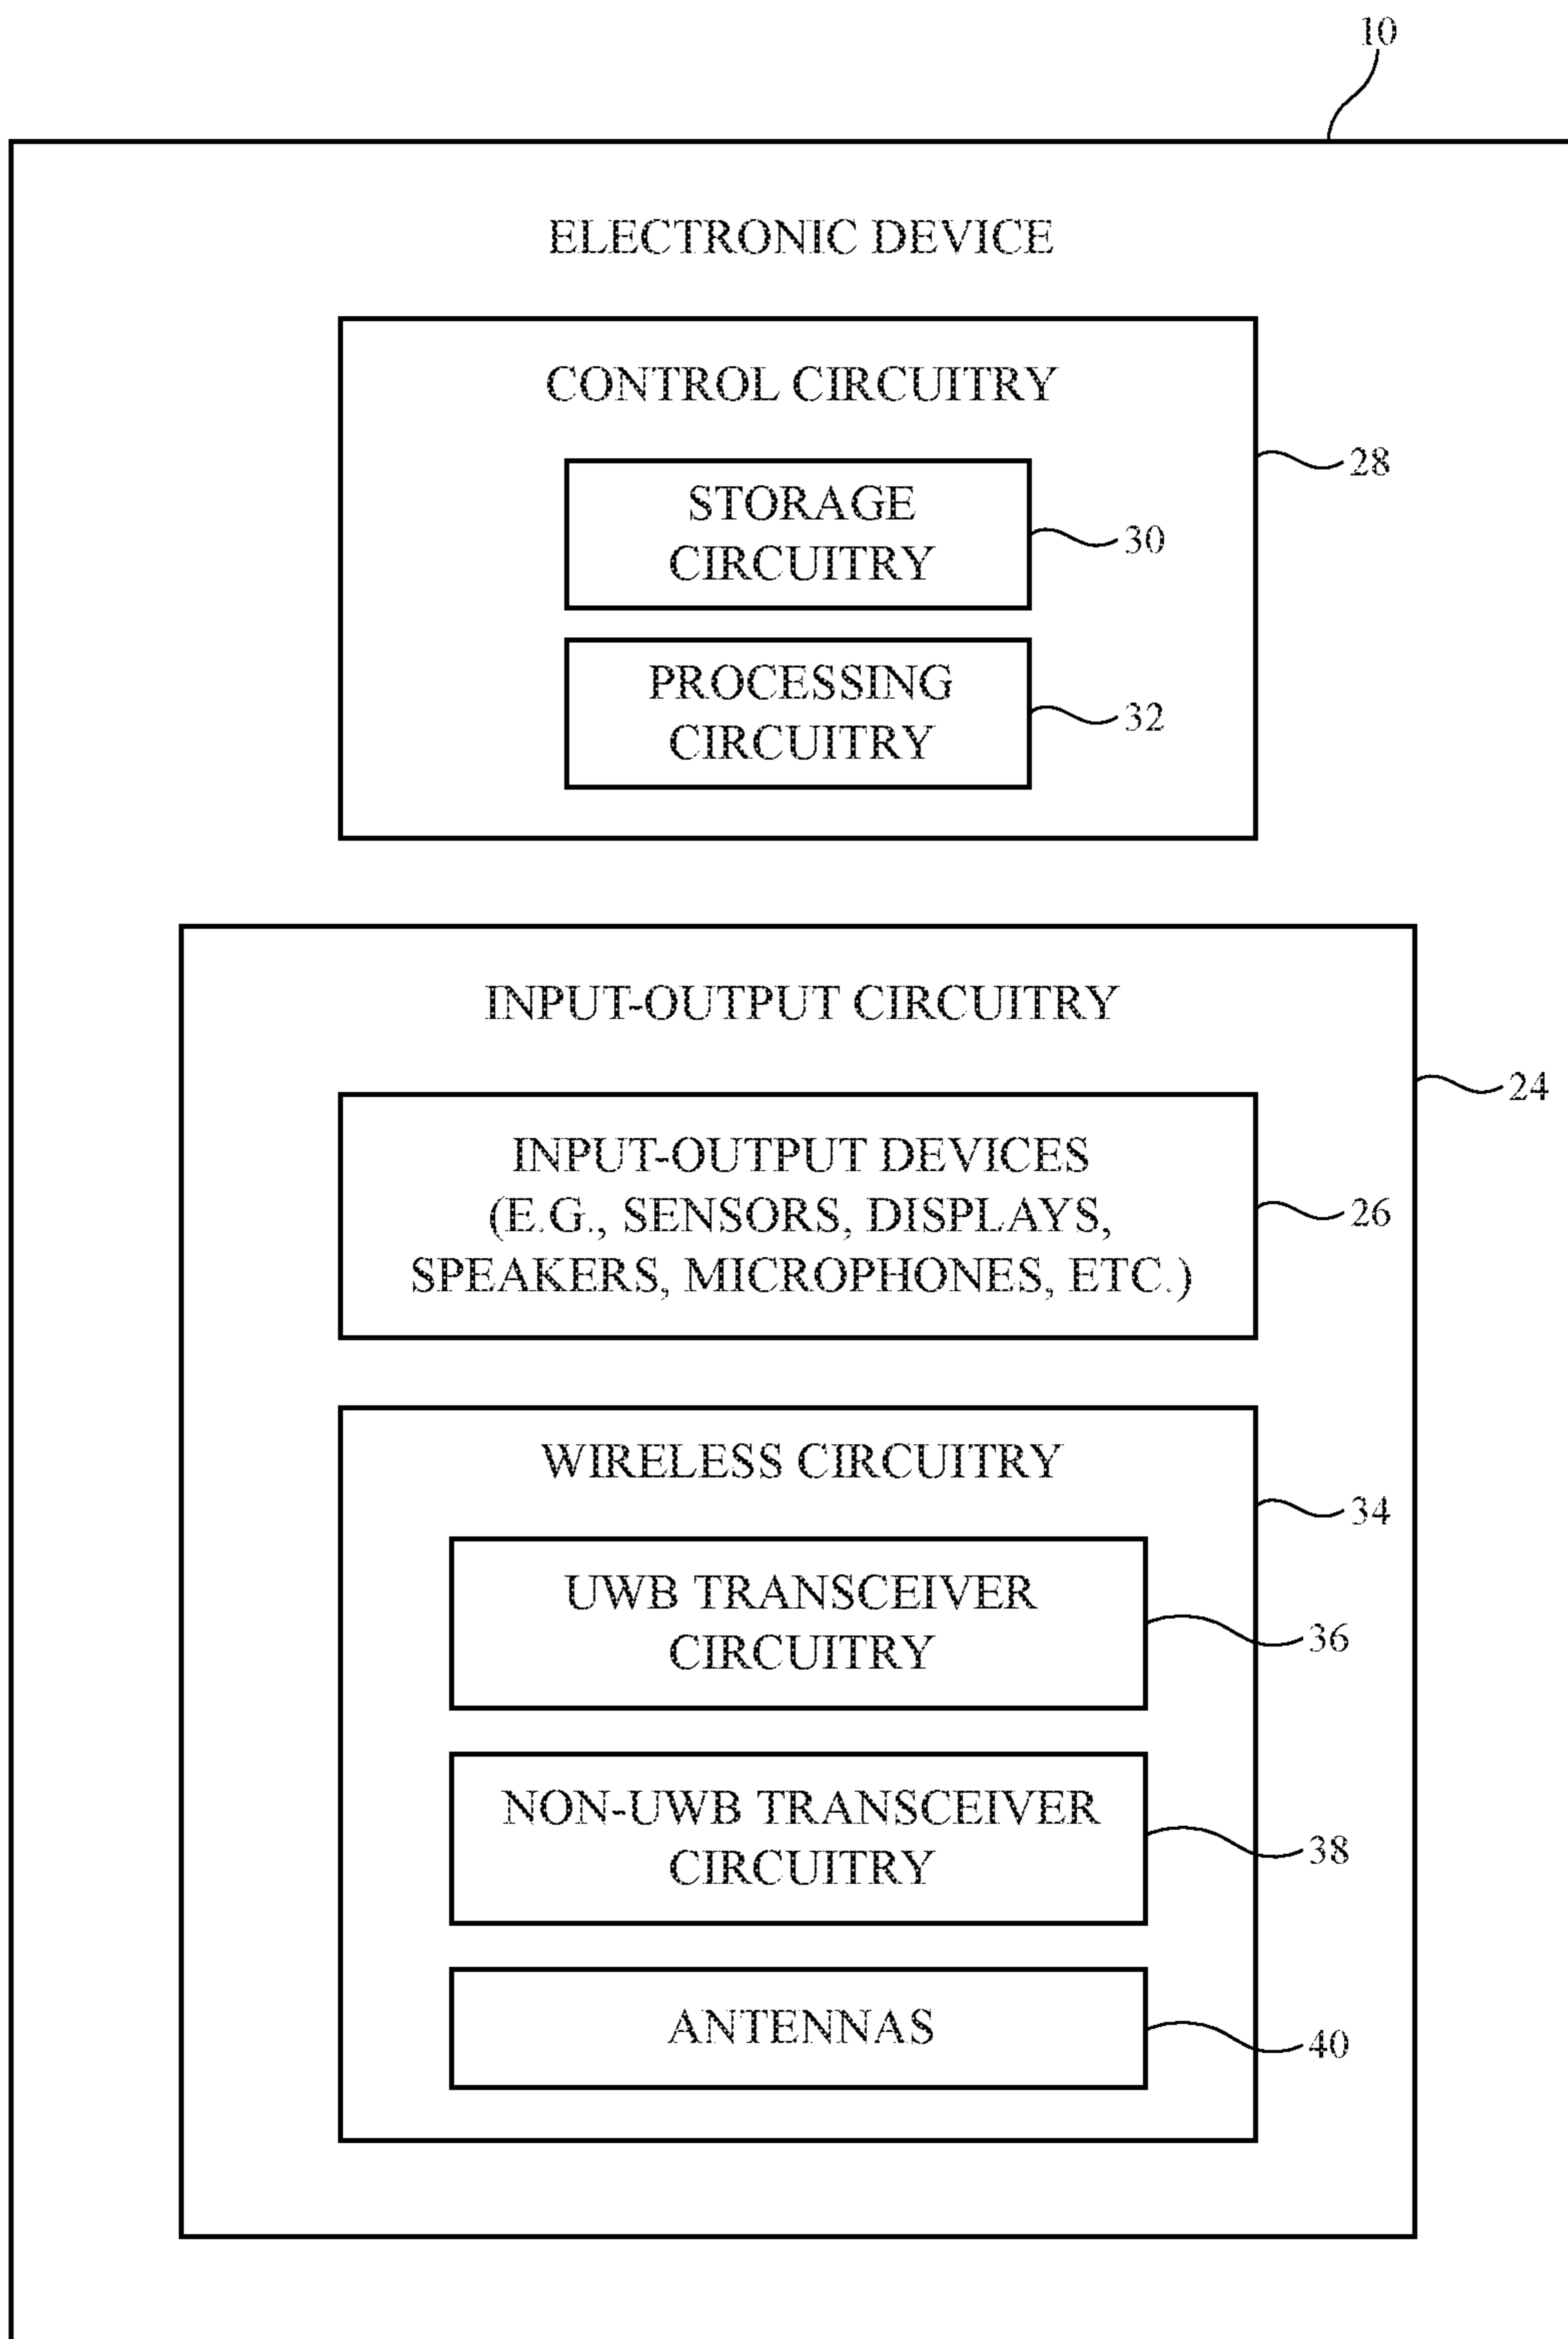 10
ELECTRONIC DEVICE
CONTROL CIRCUITRY
28
STORAGE
CIRCUITRY
30
PROCESSING
CIRCUITRY
32
INPUT-OUTPUT CIRCUITRY
24
INPUT-OUTPUT DEVICES
(E.G., SENSORS, DISPLAYS,
SPEAKERS, MICROPHONES, ETC.)
26
WIRELESS CIRCUITRY
34
UWB TRANSCEIVER
CIRCUITRY
36
NON-UWB TRANSCEIVER
CIRCUITRY
38
ANTENNAS
40